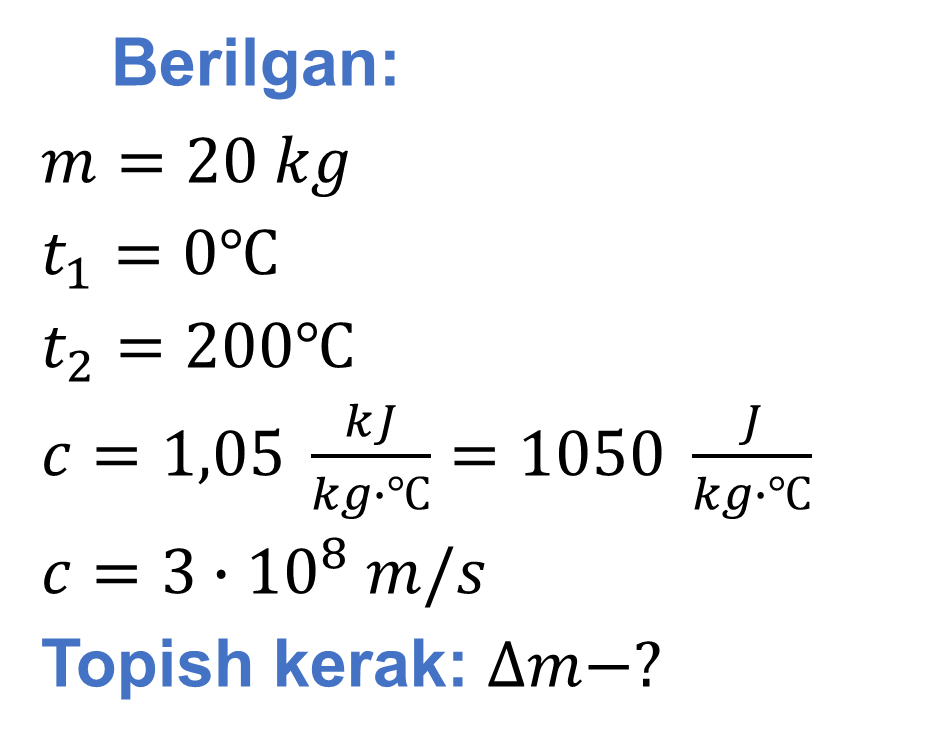 Berilgan:
m = 20 kg
t₁ = 0℃
t₂ = 200℃
c = 1,05 kJ/kg·℃ = 1050 J/kg·℃
c = 3 · 10⁸ m/s
Topish kerak: Δm−?